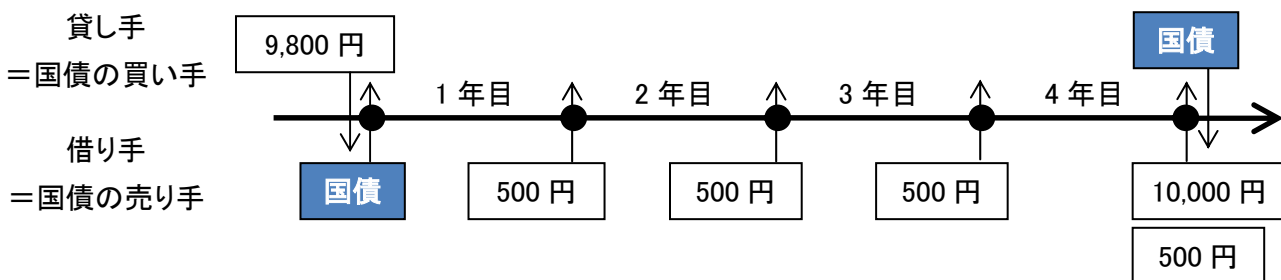 貸し手
＝国債の買い手
9,800 円
国債
1 年目
2 年目
3 年目
4 年目
借り手
＝国債の売り手
国債
500 円
500 円
500 円
10,000 円
500 円